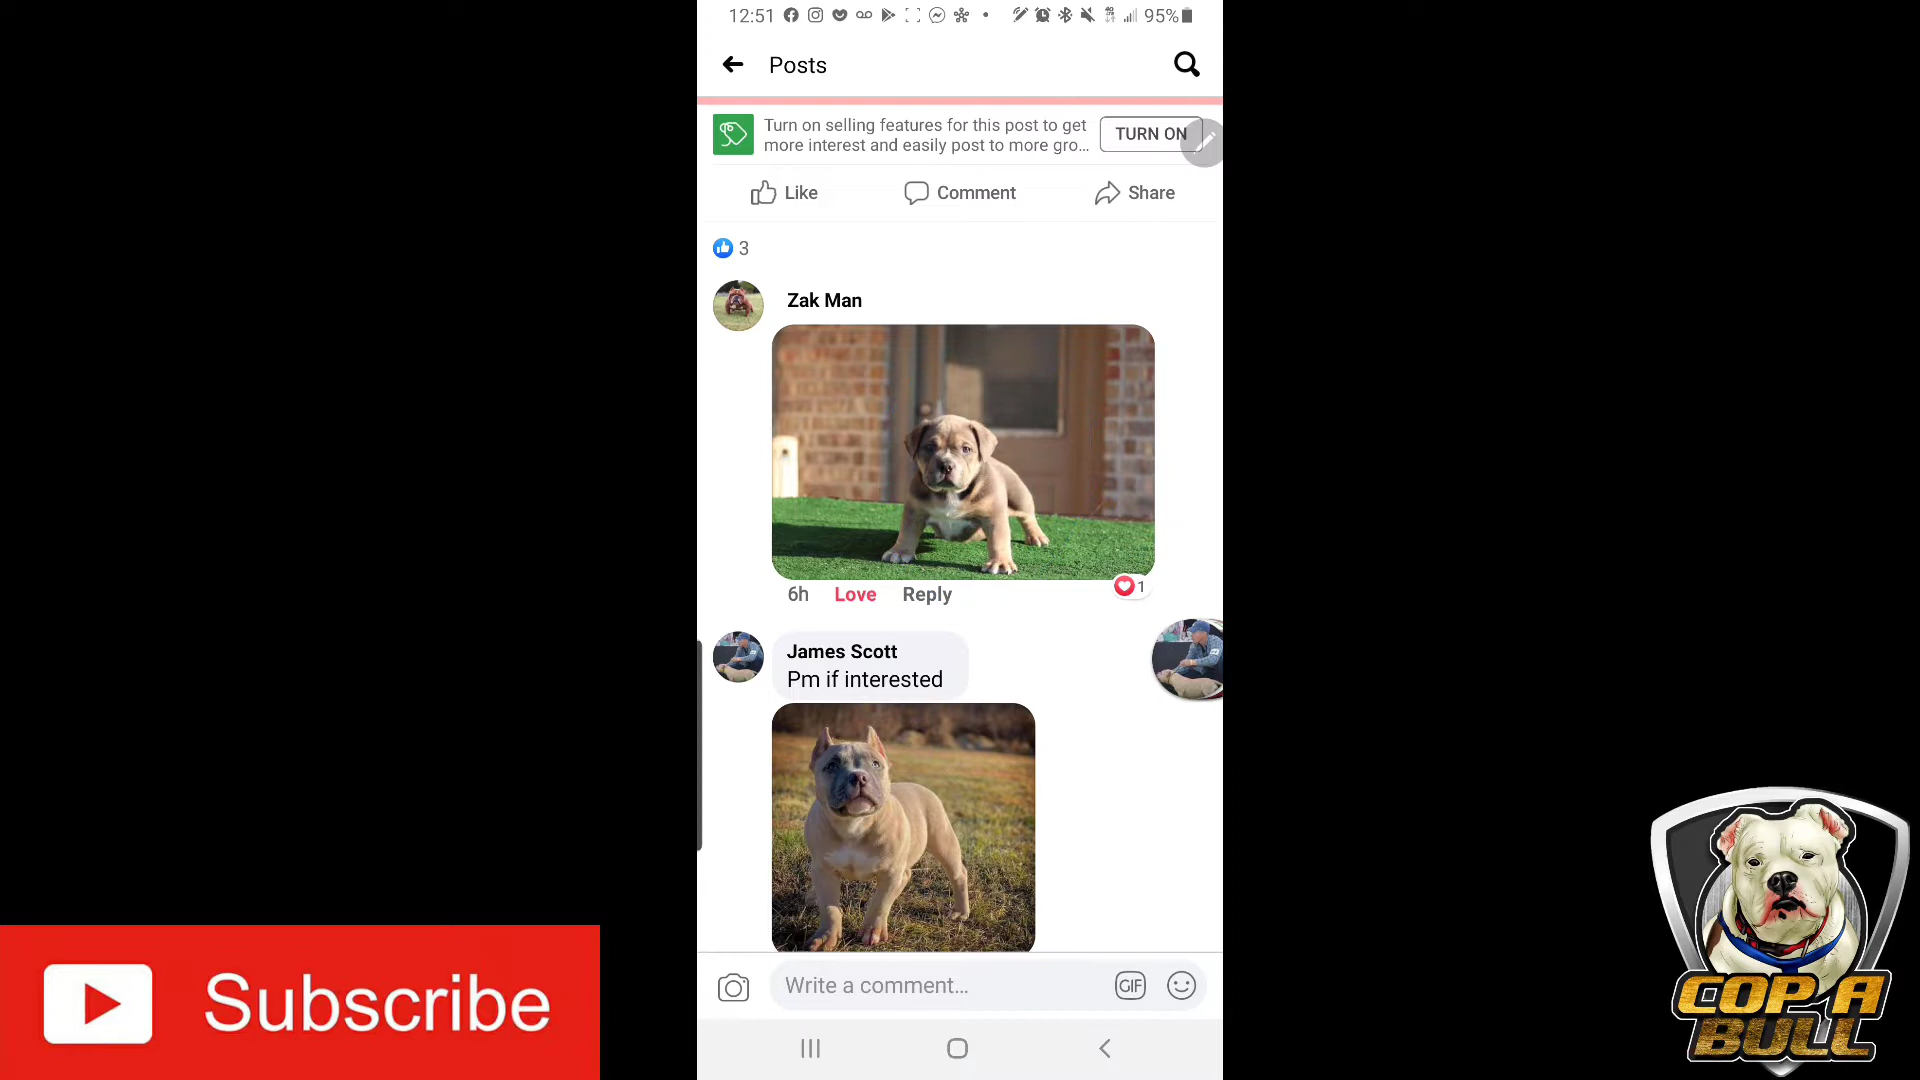 12:51
95%
Posts
Turn on selling features for this post to get
more interest and easily post to more gro...
TURN ON
Like
Comment
Share
3
Zak Man
6h
Love
Reply
1
James Scott
Pm if interested
Write a comment...
GIF
Subscribe
COP A
BULL